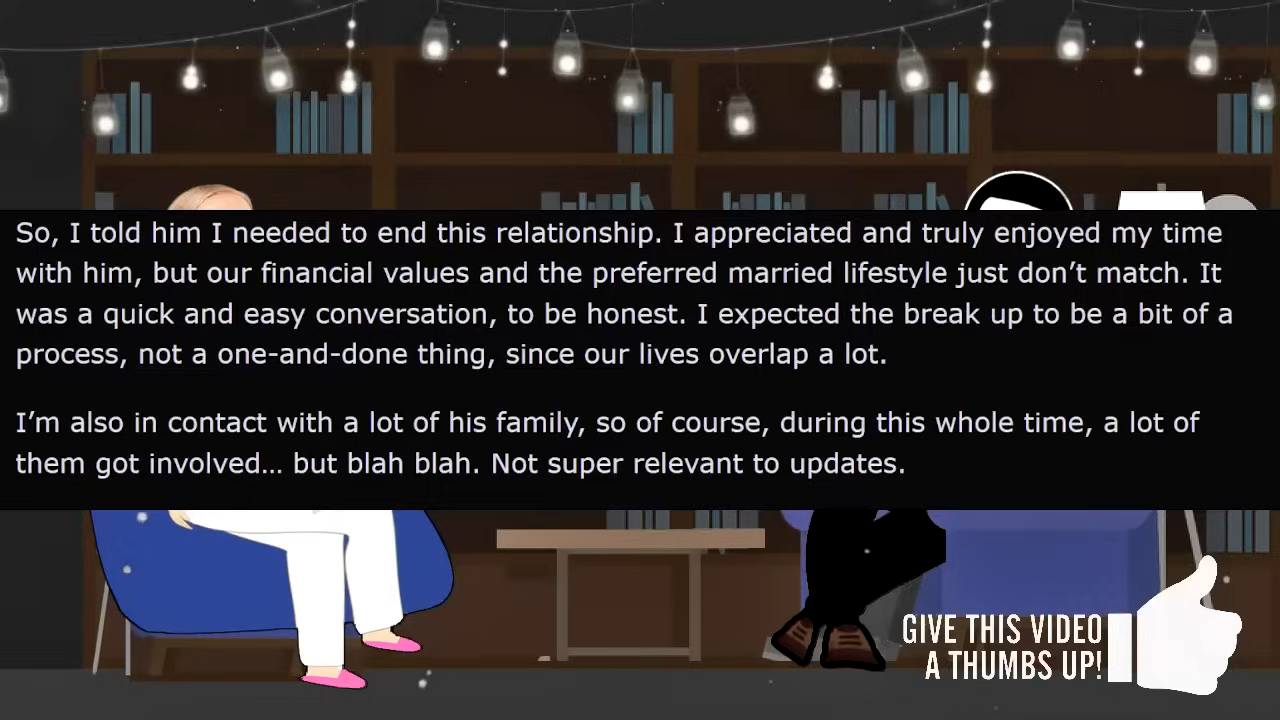 So, I told him I needed to end this relationship. I appreciated and truly enjoyed my time
with him, but our financial values and the preferred married lifestyle just don’t match. It
was a quick and easy conversation, to be honest. I expected the break up to be a bit of a
process, not a one-and-done thing, since our lives overlap a lot.
I’m also in contact with a lot of his family, so of course, during this whole time, a lot of
them got involved… but blah blah. Not super relevant to updates.
GIVE THIS VIDEO
A THUMBS UP!